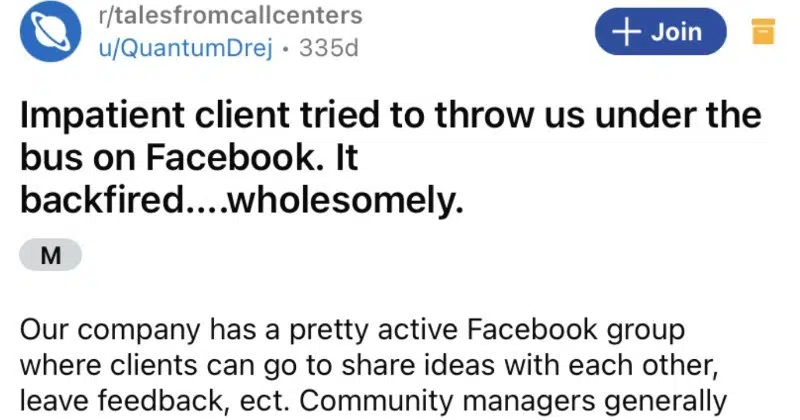 r/talesfromcallcenters
u/QuantumDrej • 335d
+ Join
Impatient client tried to throw us under the
bus on Facebook. It
backfired....wholesomely.
M
Our company has a pretty active Facebook group
where clients can go to share ideas with each other,
leave feedback, ect. Community managers generally